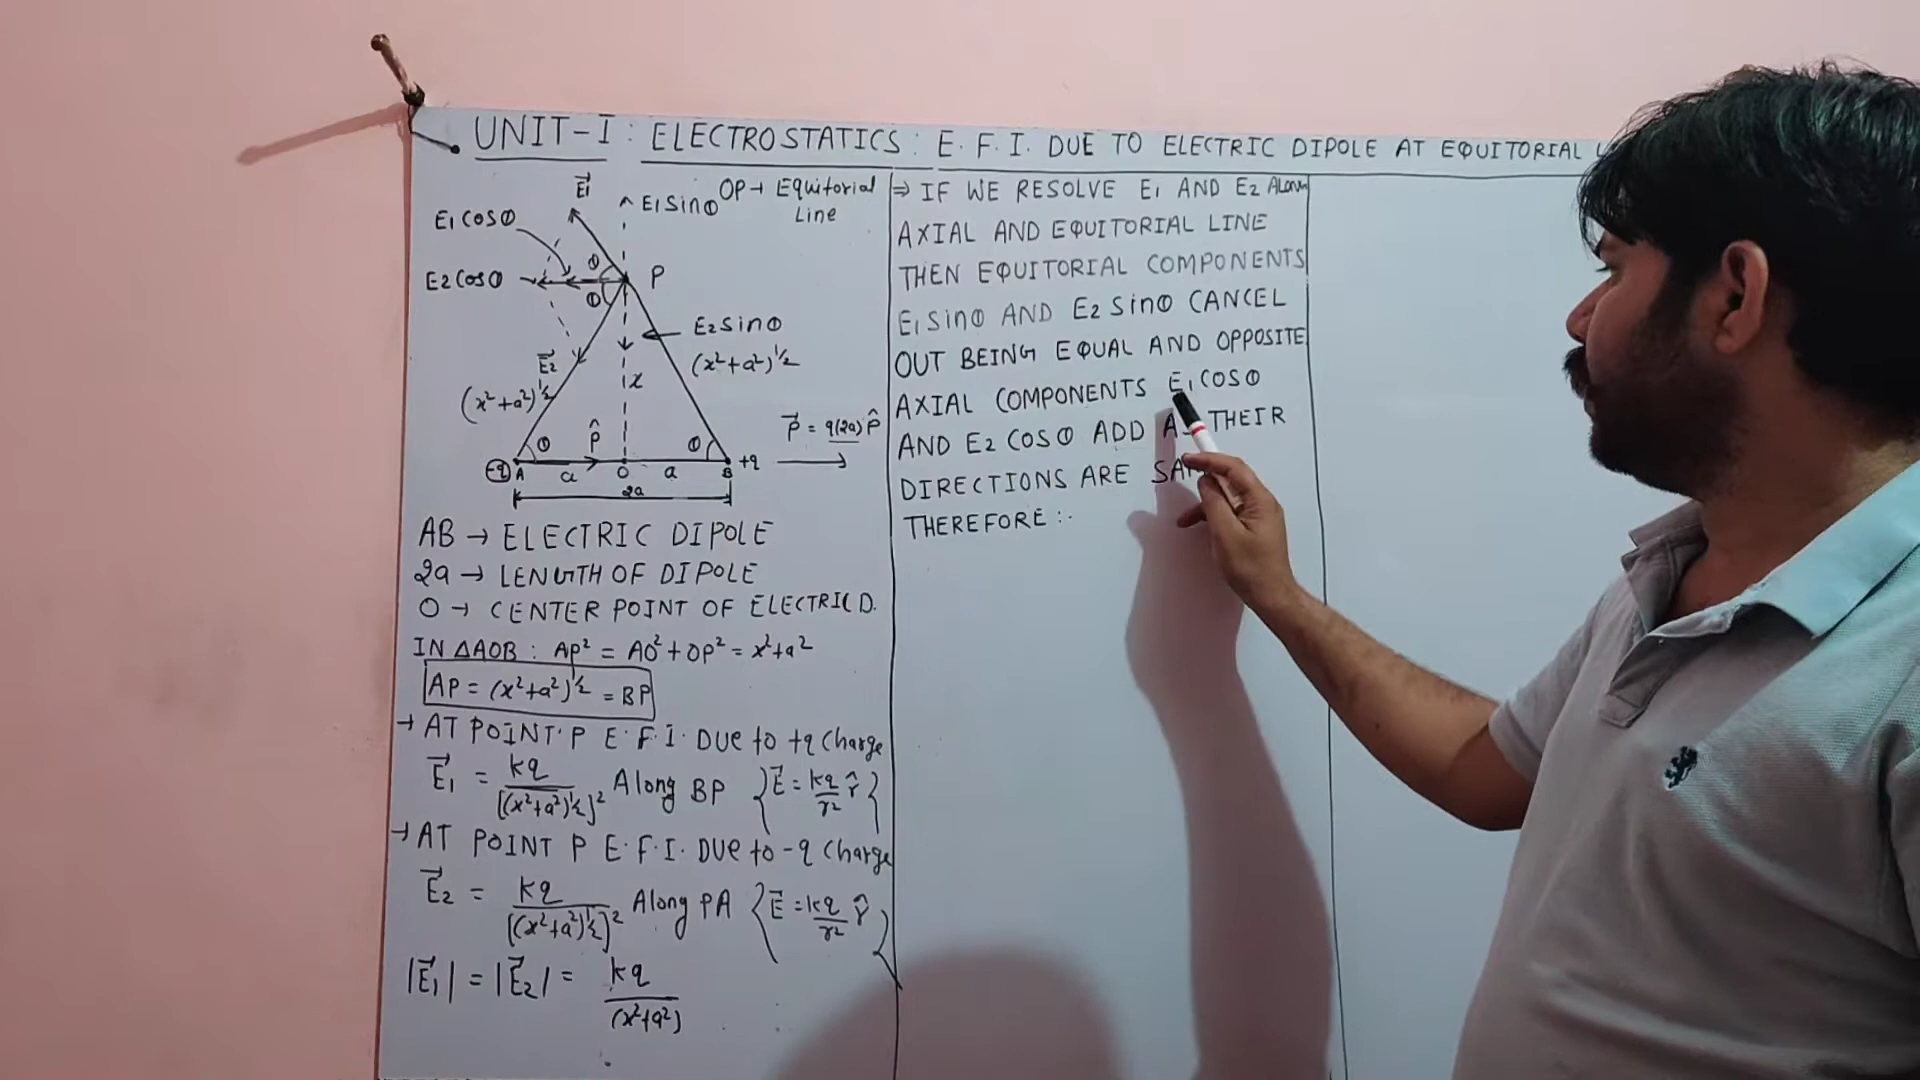 UNIT-I : ELECTROSTATICS : E.F.I. DUE TO ELECTRIC DIPOLE AT EQUITORIAL
E⃗1
E1 Sinθ
OP → Equitorial
Line
E1 COSθ
θ
E2 Cosθ
P
θ
E2 Sinθ
E⃗2
(x²+a²)^½
x
(x²+a²)^½
P⃗ = q(2a) P̂
θ
P̂
θ
-q A a O a B +q
2a
AB → ELECTRIC DIPOLE
2a → LENGTH OF DIPOLE
O → CENTER POINT OF ELECTRIC D.
IN ΔAOB : AP² = AO² + OP² = x²+a²
AP = (x²+a²)^½ = BP
→ AT POINT P E.F.I. DUE to +q Charge
E⃗1 = kq/[(x²+a²)^½]² Along BP {E⃗ = kq/r² r̂}
→ AT POINT P E.F.I. DUE to -q Charge
E⃗2 = kq/[(x²+a²)^½]² Along PA {E⃗ = kq/r² r̂}
|E⃗1| = |E⃗2| = kq/(x²+a²)
⇒ IF WE RESOLVE E1 AND E2 ALONG
AXIAL AND EQUITORIAL LINE
THEN EQUITORIAL COMPONENTS
E1 Sinθ AND E2 Sinθ CANCEL
OUT BEING EQUAL AND OPPOSITE
AXIAL COMPONENTS E1 COSθ
AND E2 COSθ ADD THEIR
DIRECTIONS ARE
THEREFORE :-